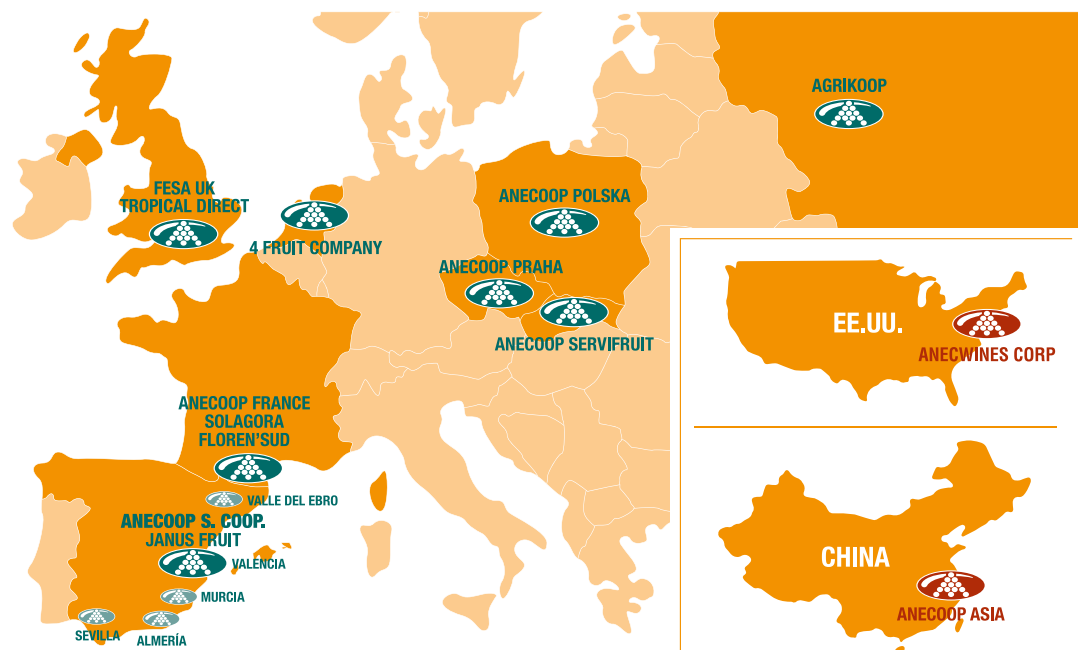 AGRIKOOP
FESA UK
TROPICAL DIRECT
ANECOOP POLSKA
4 FRUIT COMPANY
ANECOOP PRAHA
ANECOOP SERVIFRUIT
EE.UU.
ANECWINES CORP
ANECOOP FRANCE
SOLAGORA
FLOREN'SUD
VALLE DEL EBRO
ANECOOP S. COOP.
JANUS FRUIT
VALENCIA
MURCIA
SEVILLA
ALMERÍA
CHINA
ANECOOP ASIA